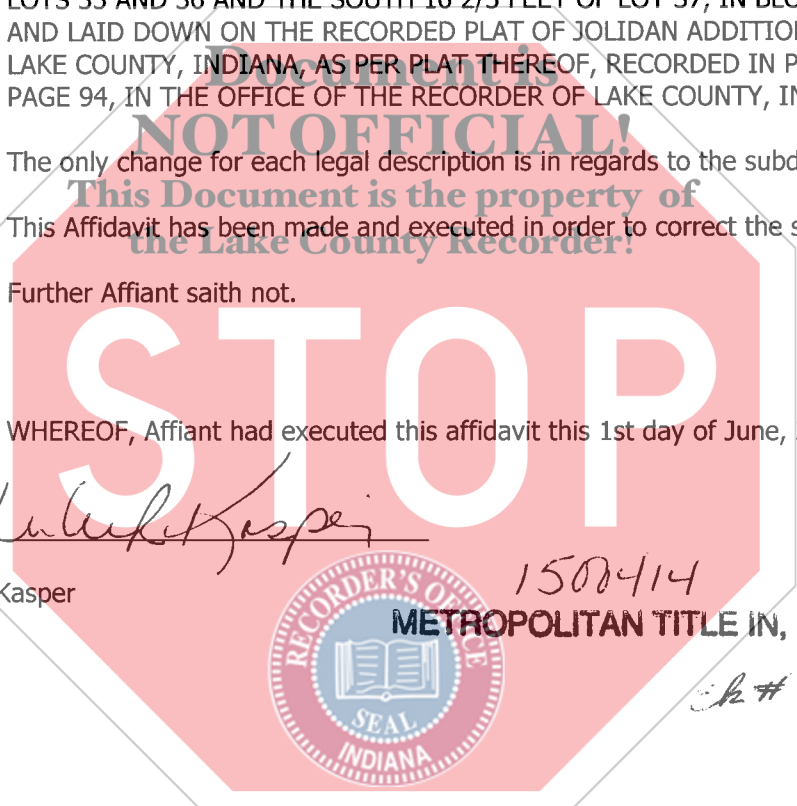 LOTS 35 AND 36 AND THE SOUTH 16 2/3 FEET OF LOT 37, IN
AND LAID DOWN ON THE RECORDED PLAT OF JOLIDAN ADDITION
LAKE COUNTY, INDIANA, AS PER PLAT THEREOF, RECORDED IN
PAGE 94, IN THE OFFICE OF THE RECORDER OF LAKE COUNTY,
Document is
NOT OFFICIAL!
The only change for each legal description is in regards to the
This Document is the property of
This Affidavit has been made and executed in order to correct the
the Lake County Recorder!
Further Affiant saith not.
STOP
WHEREOF, Affiant had executed this affidavit this 1st day of June,
Kasper
Kasper
METROPOLITAN TITLE IN,
RECORDER'S OFFICE
SEAL
INDIANA